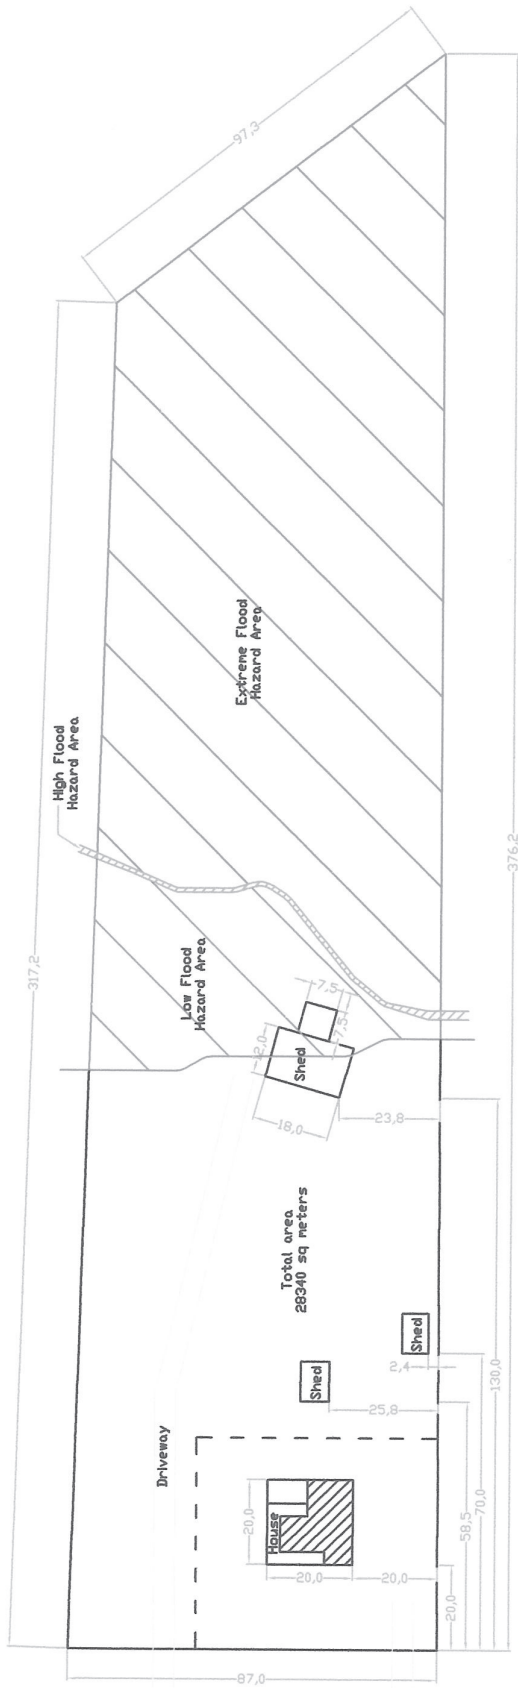 97,3
High Flood
Hazard Area
Extreme Flood
Hazard Area
376,2
317,2
Low Flood
Hazard Area
7,5
7,5
Shed
18,0
23,8
Total area
28340 sq meters
Shed
2,4
Shed
25,8
130,0
70,0
58,5
Driveway
House
20,0
20,0
20,0
20,0
87,0